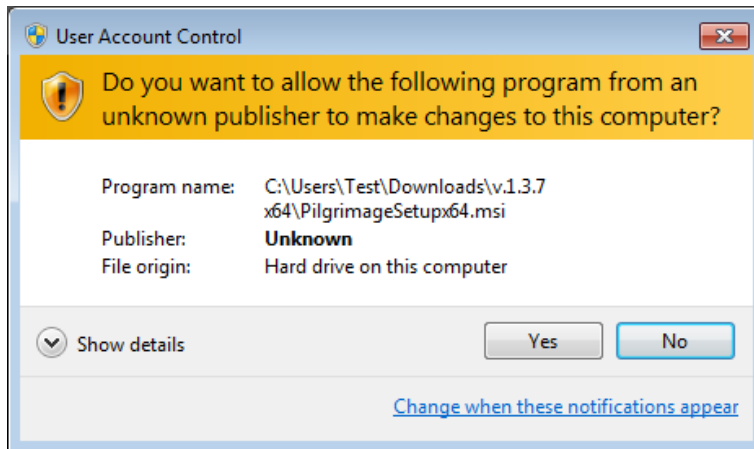 User Account Control
Do you want to allow the following program from an
unknown publisher to make changes to this computer?
Program name: C:\Users\Test\Downloads\v.1.3.7
x64\PilgrimageSetupx64.msi
Publisher: Unknown
File origin: Hard drive on this computer
Show details Yes No
Change when these notifications appear